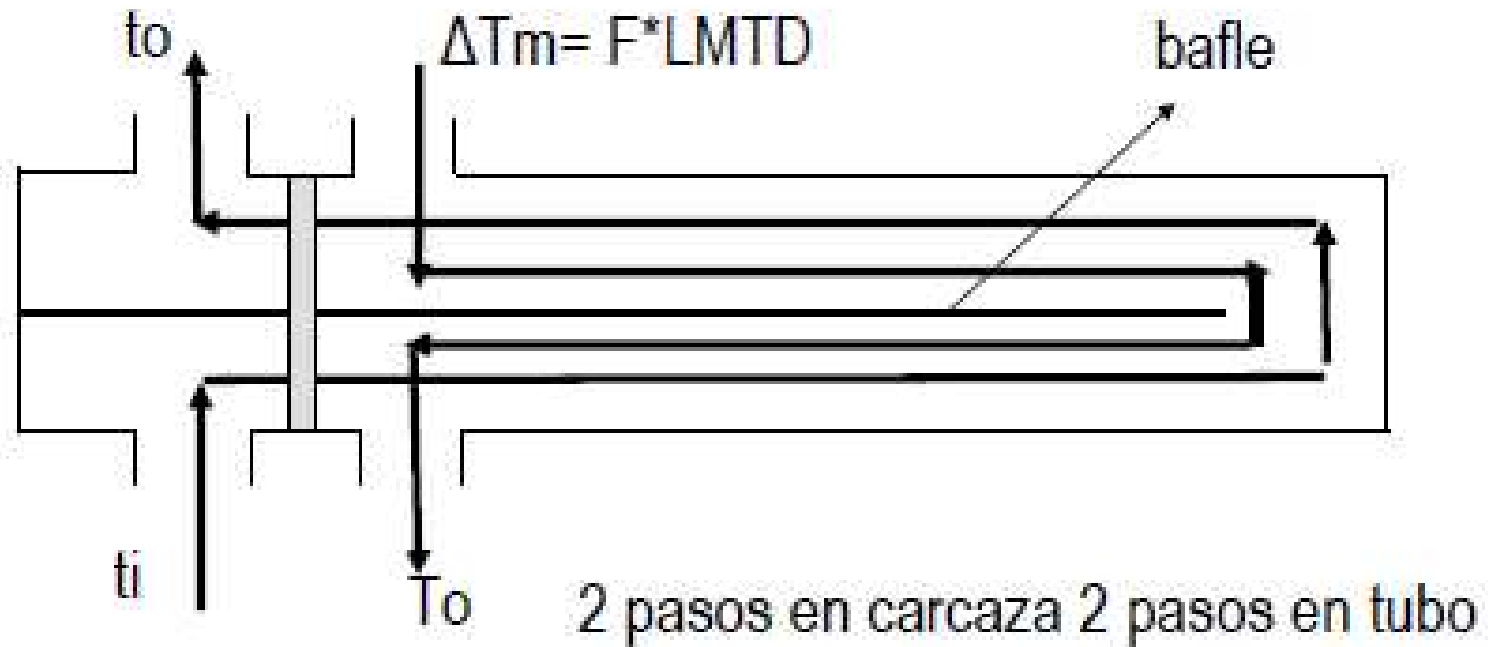 to
ΔTm= F*LMTD
bafle
ti
To
2 pasos en carcaza 2 pasos en tubo